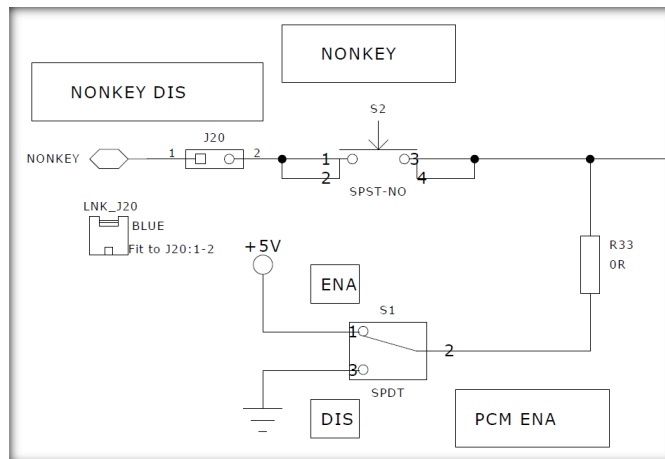 NONKEY
NONKEY DIS
S2
J20
NONKEY
1
2
1
3
2
4
SPST-NO
LNK_J20
BLUE
Fit to J20:1-2
+5V
R33
0R
ENA
S1
1
2
3
SPDT
DIS
PCM ENA